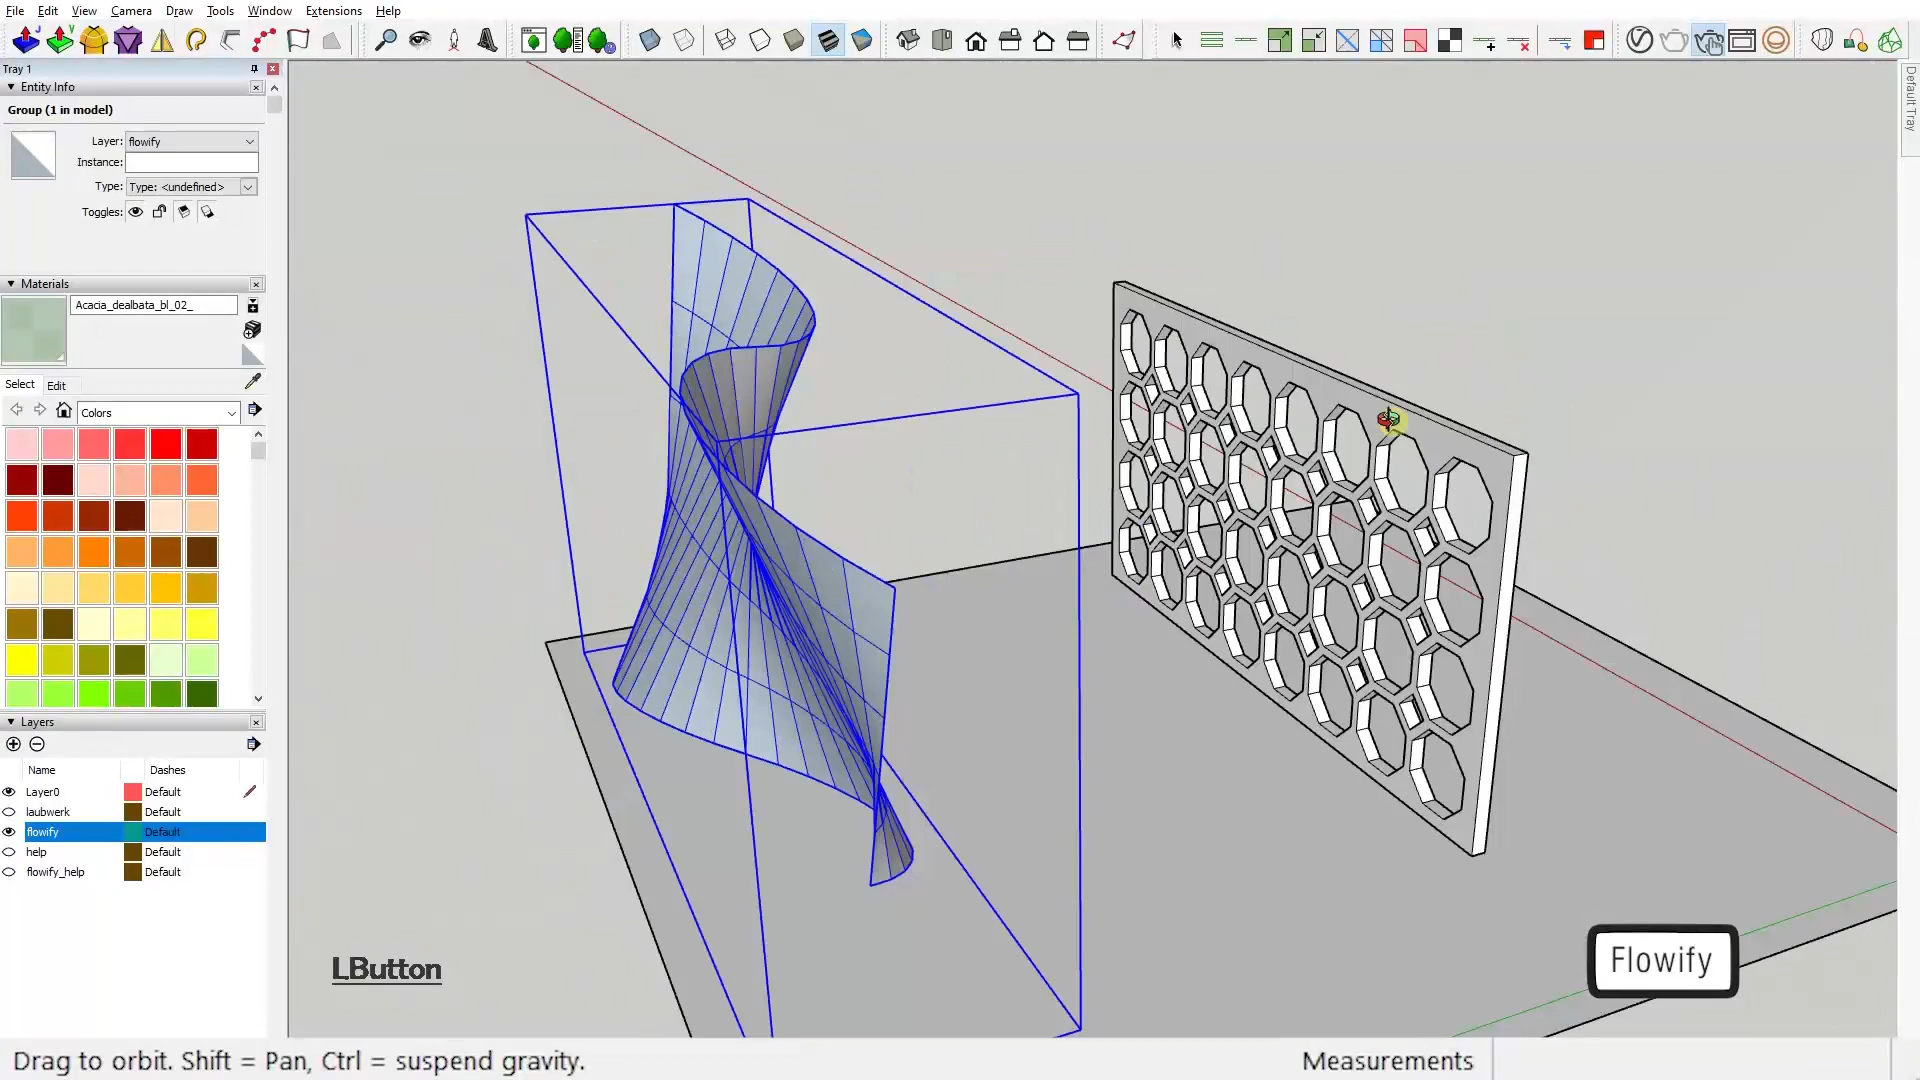 File Edit View Camera Draw Tools Window Extensions Help
Tray 1
Entity Info
Group (1 in model)
Layer: flowify
Instance:
Type: Type: <undefined>
Toggles:
Materials
Acacia_dealbata_bl_02_
Select Edit
Colors
Layers
Name Dashes
Layer0 Default
laubwerk Default
flowify Default
help Default
flowify_help Default
Default Tray
LButton
Flowify
Drag to orbit. Shift = Pan, Ctrl = suspend gravity.
Measurements